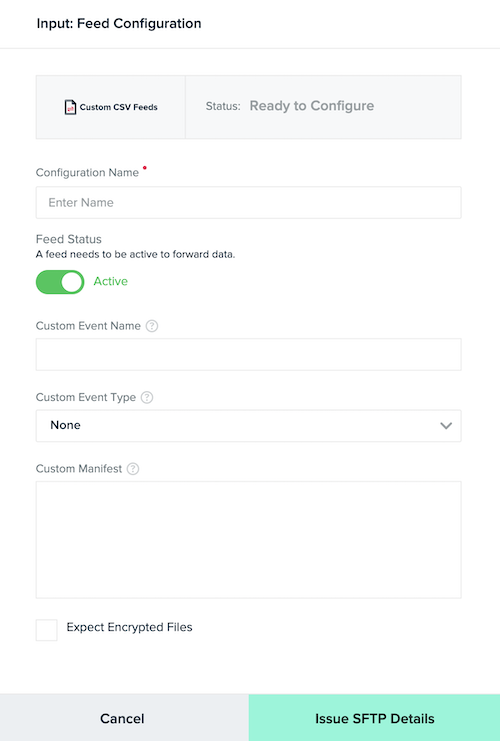 Input: Feed Configuration
Custom CSV Feeds
Status: Ready to Configure
Configuration Name
Enter Name
Feed Status
A feed needs to be active to forward data.
Active
Custom Event Name ?
Custom Event Type ?
None
Custom Manifest ?
Expect Encrypted Files
Cancel
Issue SFTP Details